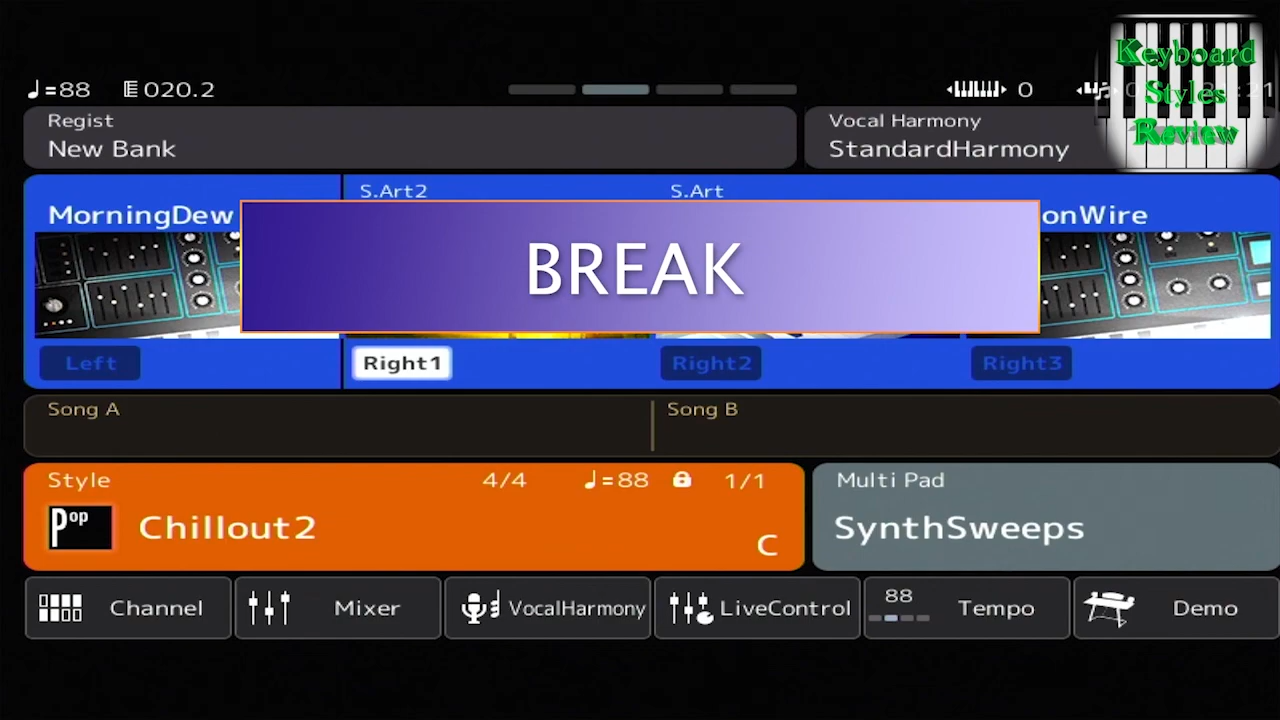 ♩=88 020.2 0
Keyboard
Styles
Review
Regist
New Bank
Vocal Harmony
StandardHarmony
S.Art2 S.Art
MorningDew
onWire
BREAK
Left Right1 Right2 Right3
Song A Song B
Style 4/4 ♩=88 1/1
Pop Chillout2
C
Multi Pad
SynthSweeps
Channel Mixer VocalHarmony LiveControl 88 Tempo Demo